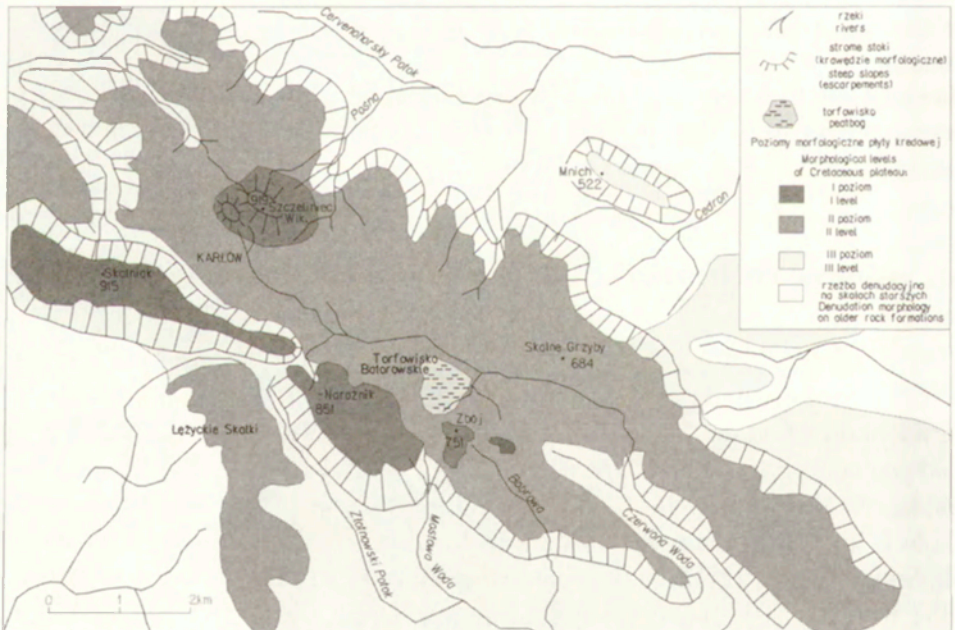 Cervenohorsky Potok
Pośna
Mnich
522
Cedron
919
Szczeliniec
Wlk.
KARŁÓW
Skalniak
915
Skalne Grzyby
684
Torfowisko
Batorowskie
Narożnik
851
Zbój
751
Lężyckie Skałki
Bobrowa
Czerwona Woda
Złotnowski Potok
Mostowa Woda
0 1 2km
rzeki
rivers
strome stoki
(krawędzie morfologiczne)
steep slopes
(escarpements)
torfowisko
peatbog
Poziomy morfologiczne płyty kredowej
Morphological levels
of Cretaceous plateau:
I poziom
I level
II poziom
II level
III poziom
III level
rzeźba denudacyjna
na skałach starszych
Denudation morphology
on older rock formations